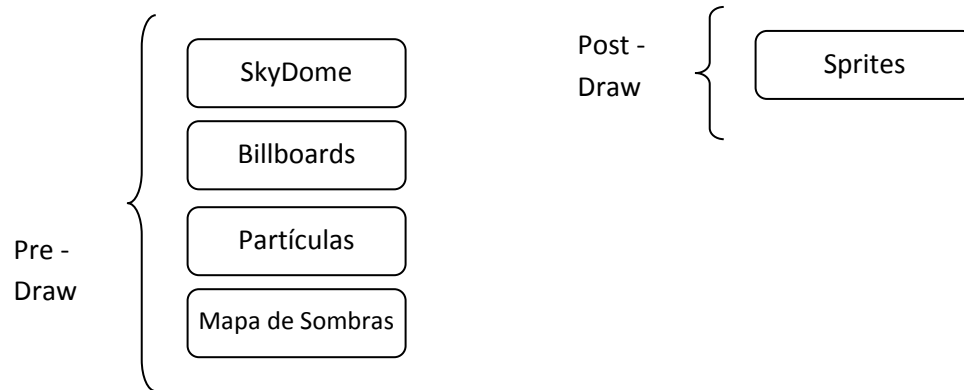 Pre -
Draw
SkyDome
Billboards
Partículas
Mapa de Sombras
Post -
Draw
Sprites